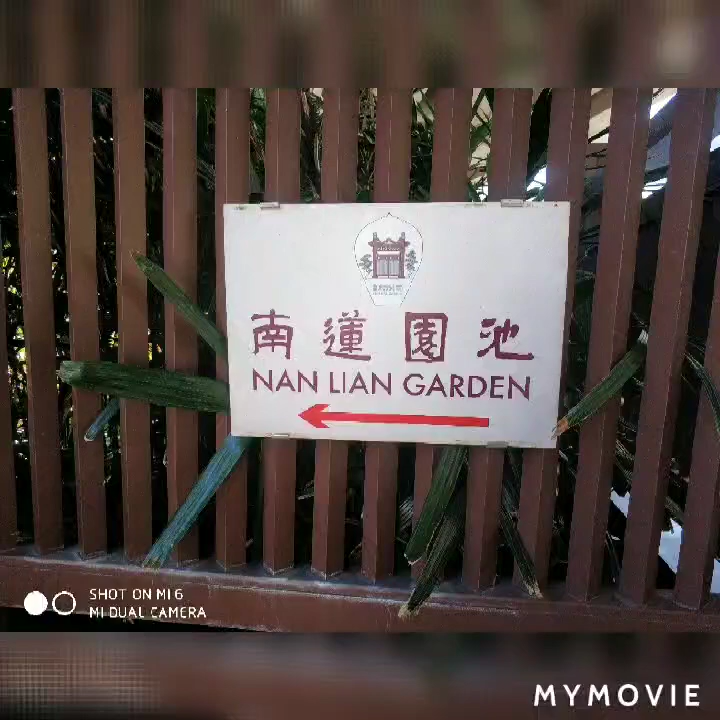 南蓮園池
NAN LIAN GARDEN
SHOT ON MI 6
MI DUAL CAMERA
MYMOVIE